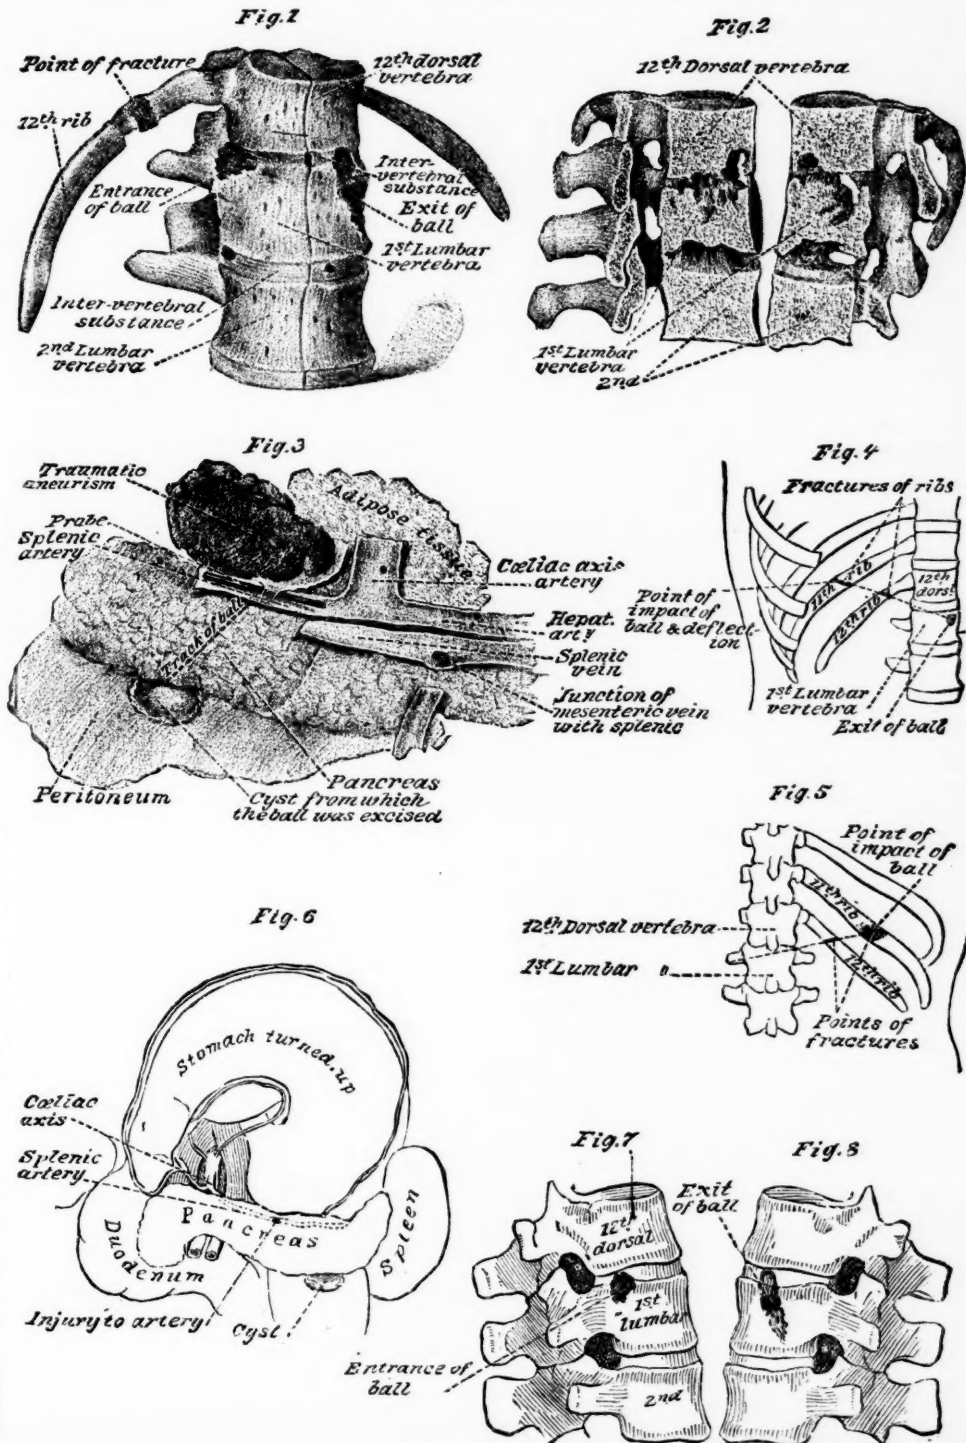 Fig.1
Point of fracture
12th dorsal
vertebra
12th rib
Entrance
of ball
Inter-
vertebral
substance
Exit of
ball
1st Lumbar
vertebra
Inter-vertebral
substance
2nd Lumbar
vertebra
Fig.2
12th Dorsal vertebra
1st Lumbar
vertebra
2nd
Fig.3
Traumatic
aneurism
Adipose tissue
Probe
Splenic
artery
Cœliac axis
artery
Track of ball
Hepat.
art'y
Splenic
vein
Junction of
mesenteric vein
with splenic
Peritoneum
Pancreas
Cyst from which
the ball was excised
Fig.4
Fractures of ribs
11th rib
12th rib
12th
dors.
Point of
impact of
ball & deflect-
ion
1st Lumbar
vertebra
Exit of ball
Fig.5
Point of
impact of
ball
11th rib
12th Dorsal vertebra
1st Lumbar "
12th rib
Points of
fractures
Fig.6
Stomach turned up
Cœliac
axis
Splenic
artery
Pancreas
Duodenum
Spleen
Injury to artery
Cyst
Fig.7
12th
dorsal
1st
lumbar
2nd
Entrance of
ball
Fig.8
Exit
of ball